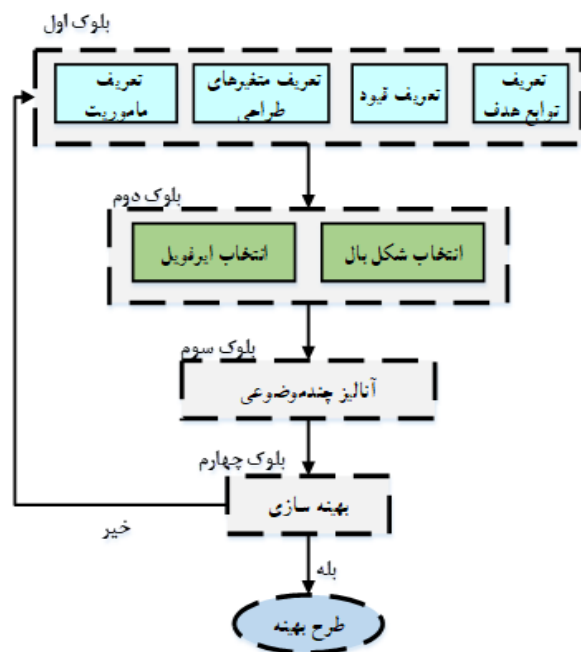 بلوک اول
تعریف
توابع هدف
تعریف قیود
تعریف متغیرهای
طراحی
تعریف
ماموریت
بلوک دوم
انتخاب شکل بال
انتخاب ایرفویل
بلوک سوم
آنالیز چندموضوعی
بلوک چهارم
بهینه سازی
خیر
بله
طرح بهینه